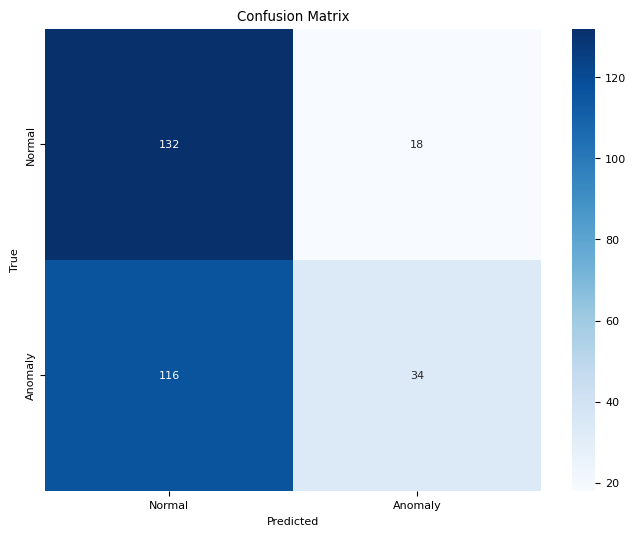 Confusion Matrix
True
Normal
Anomaly
132
18
116
34
Normal
Anomaly
Predicted
120
100
80
60
40
20